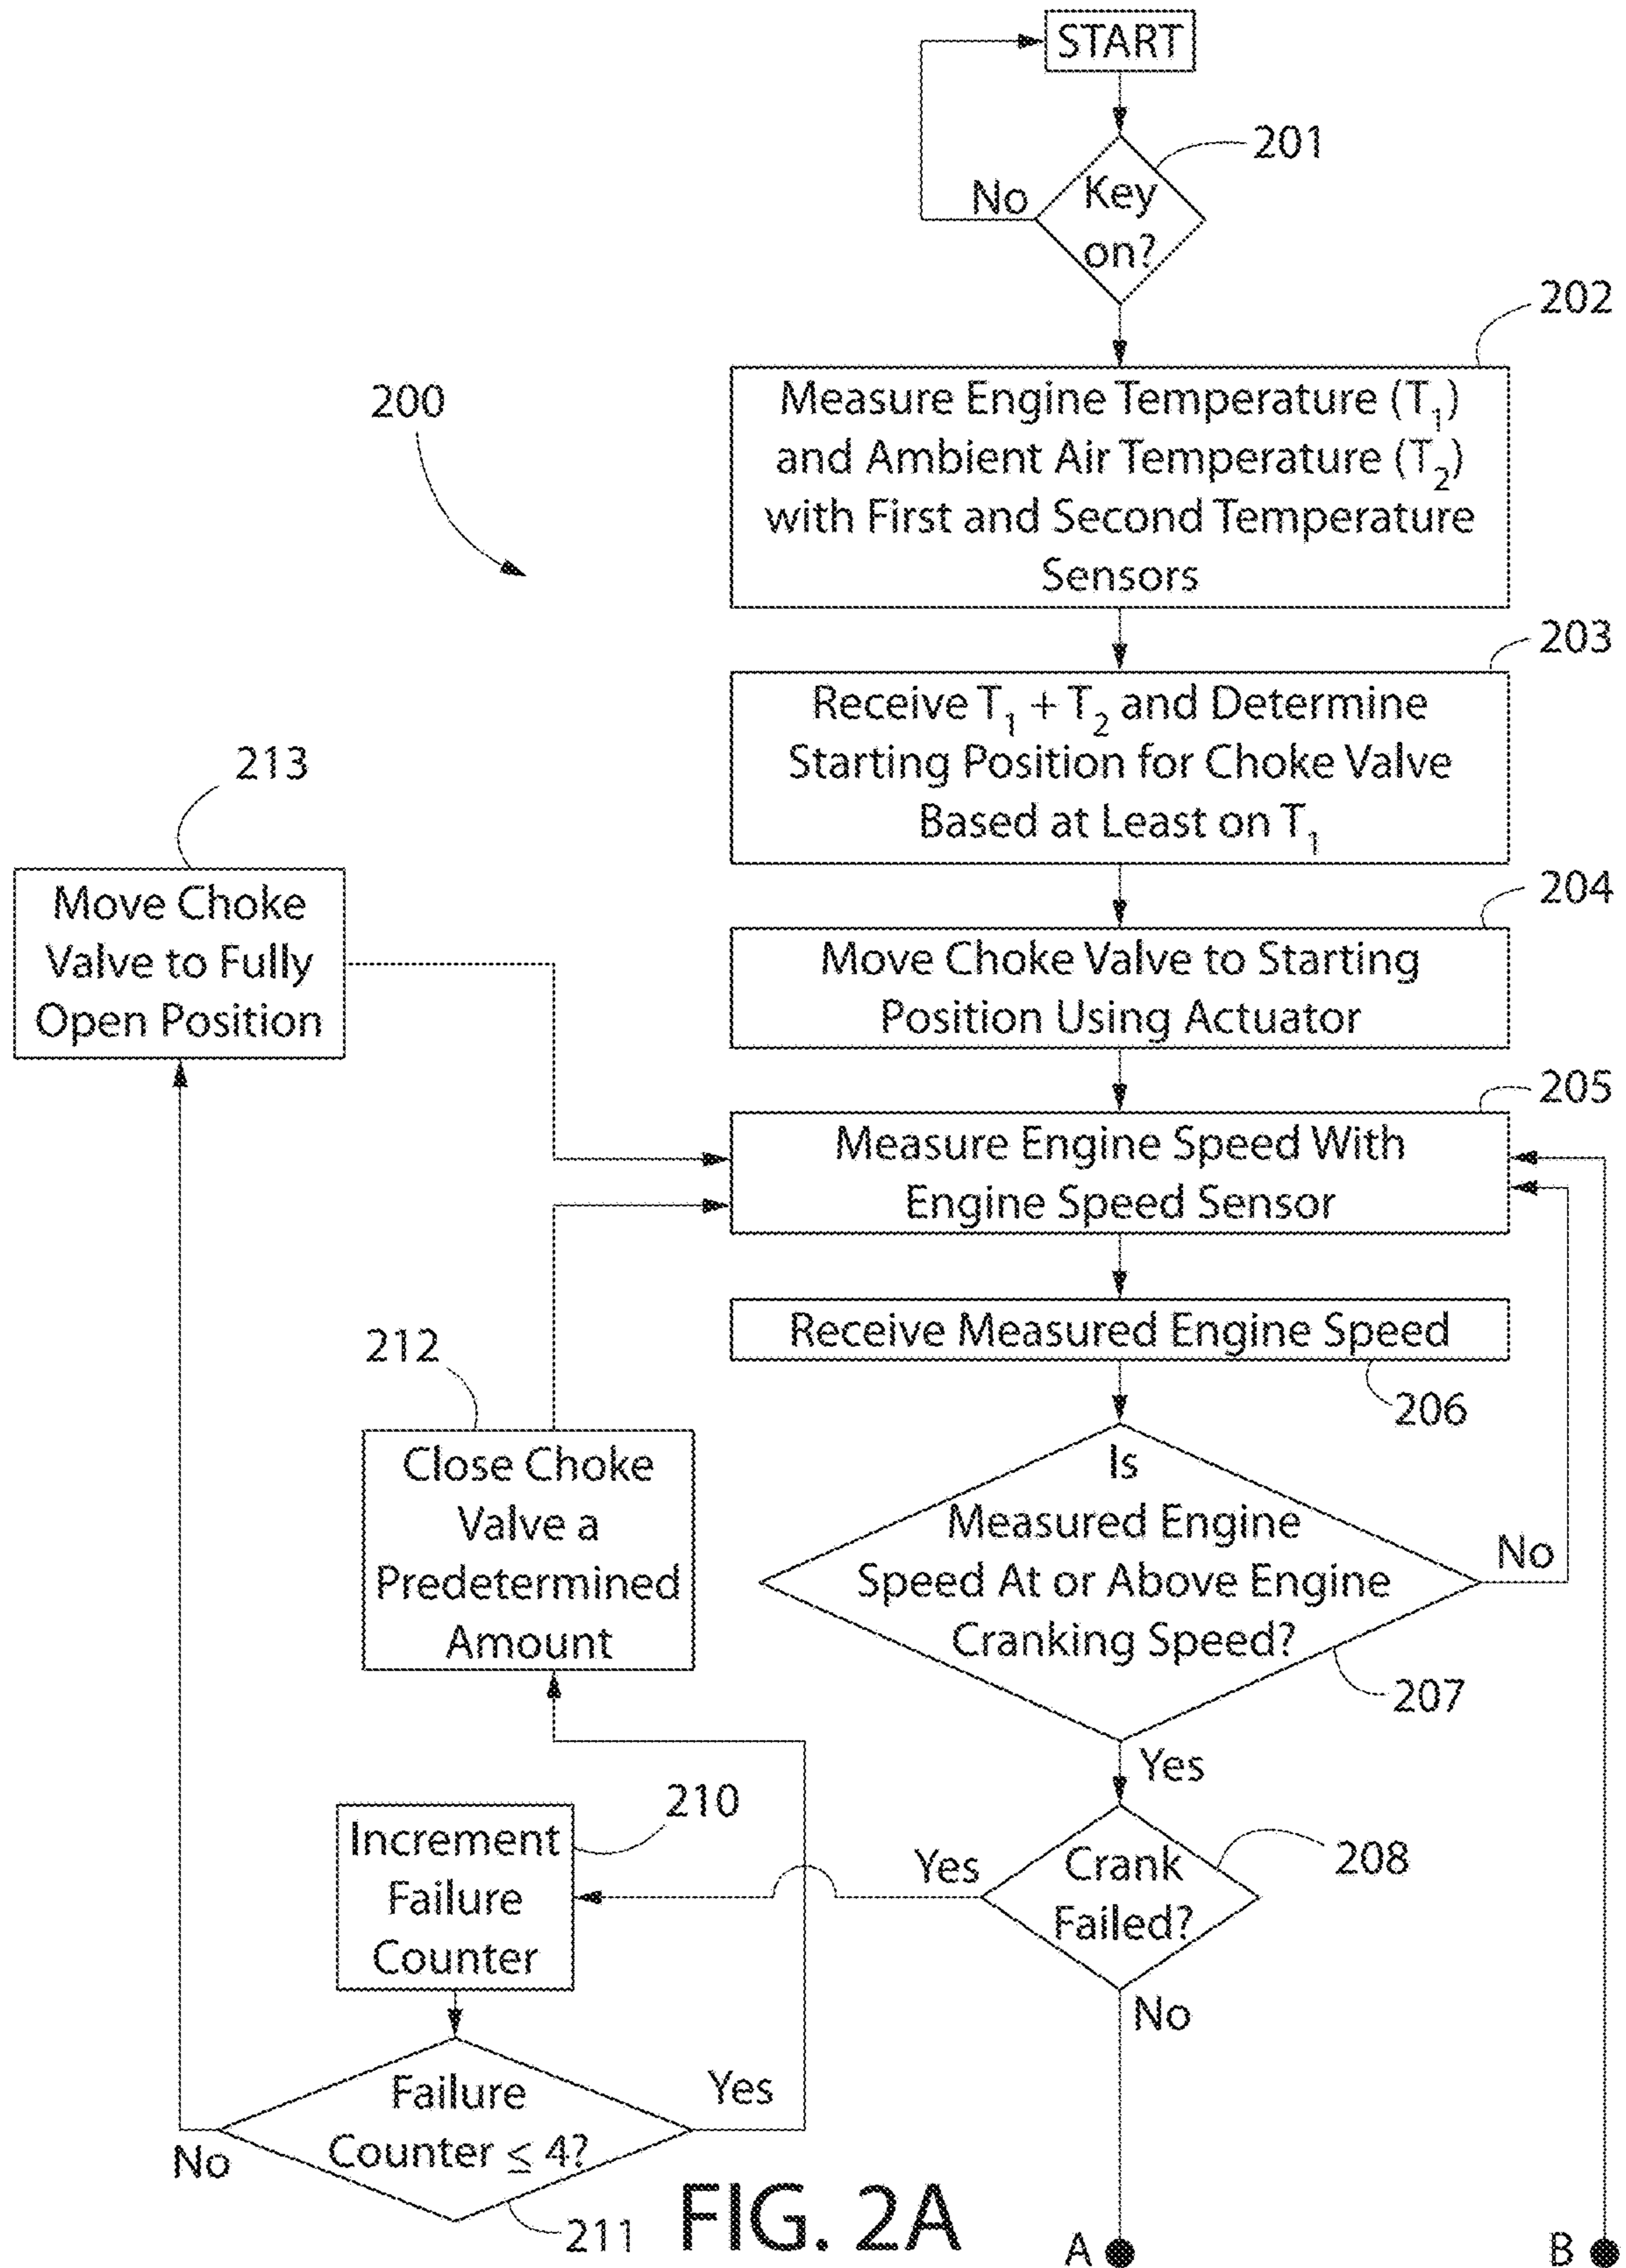 START
201
No
Key
on?
202
200
Measure Engine Temperature (T1)
and Ambient Air Temperature (T2)
with First and Second Temperature
Sensors
203
Receive T1 + T2 and Determine
Starting Position for Choke Valve
Based at Least on T1
213
Move Choke
Valve to Fully
Open Position
204
Move Choke Valve to Starting
Position Using Actuator
205
Measure Engine Speed With
Engine Speed Sensor
Receive Measured Engine Speed
206
212
Close Choke
Valve a
Predetermined
Amount
Is
Measured Engine
Speed At or Above Engine
Cranking Speed?
No
207
Yes
210
Increment
Failure
Counter
Yes
Crank
Failed?
208
No
Failure
Counter ≤ 4?
Yes
No
211
FIG. 2A
A
B